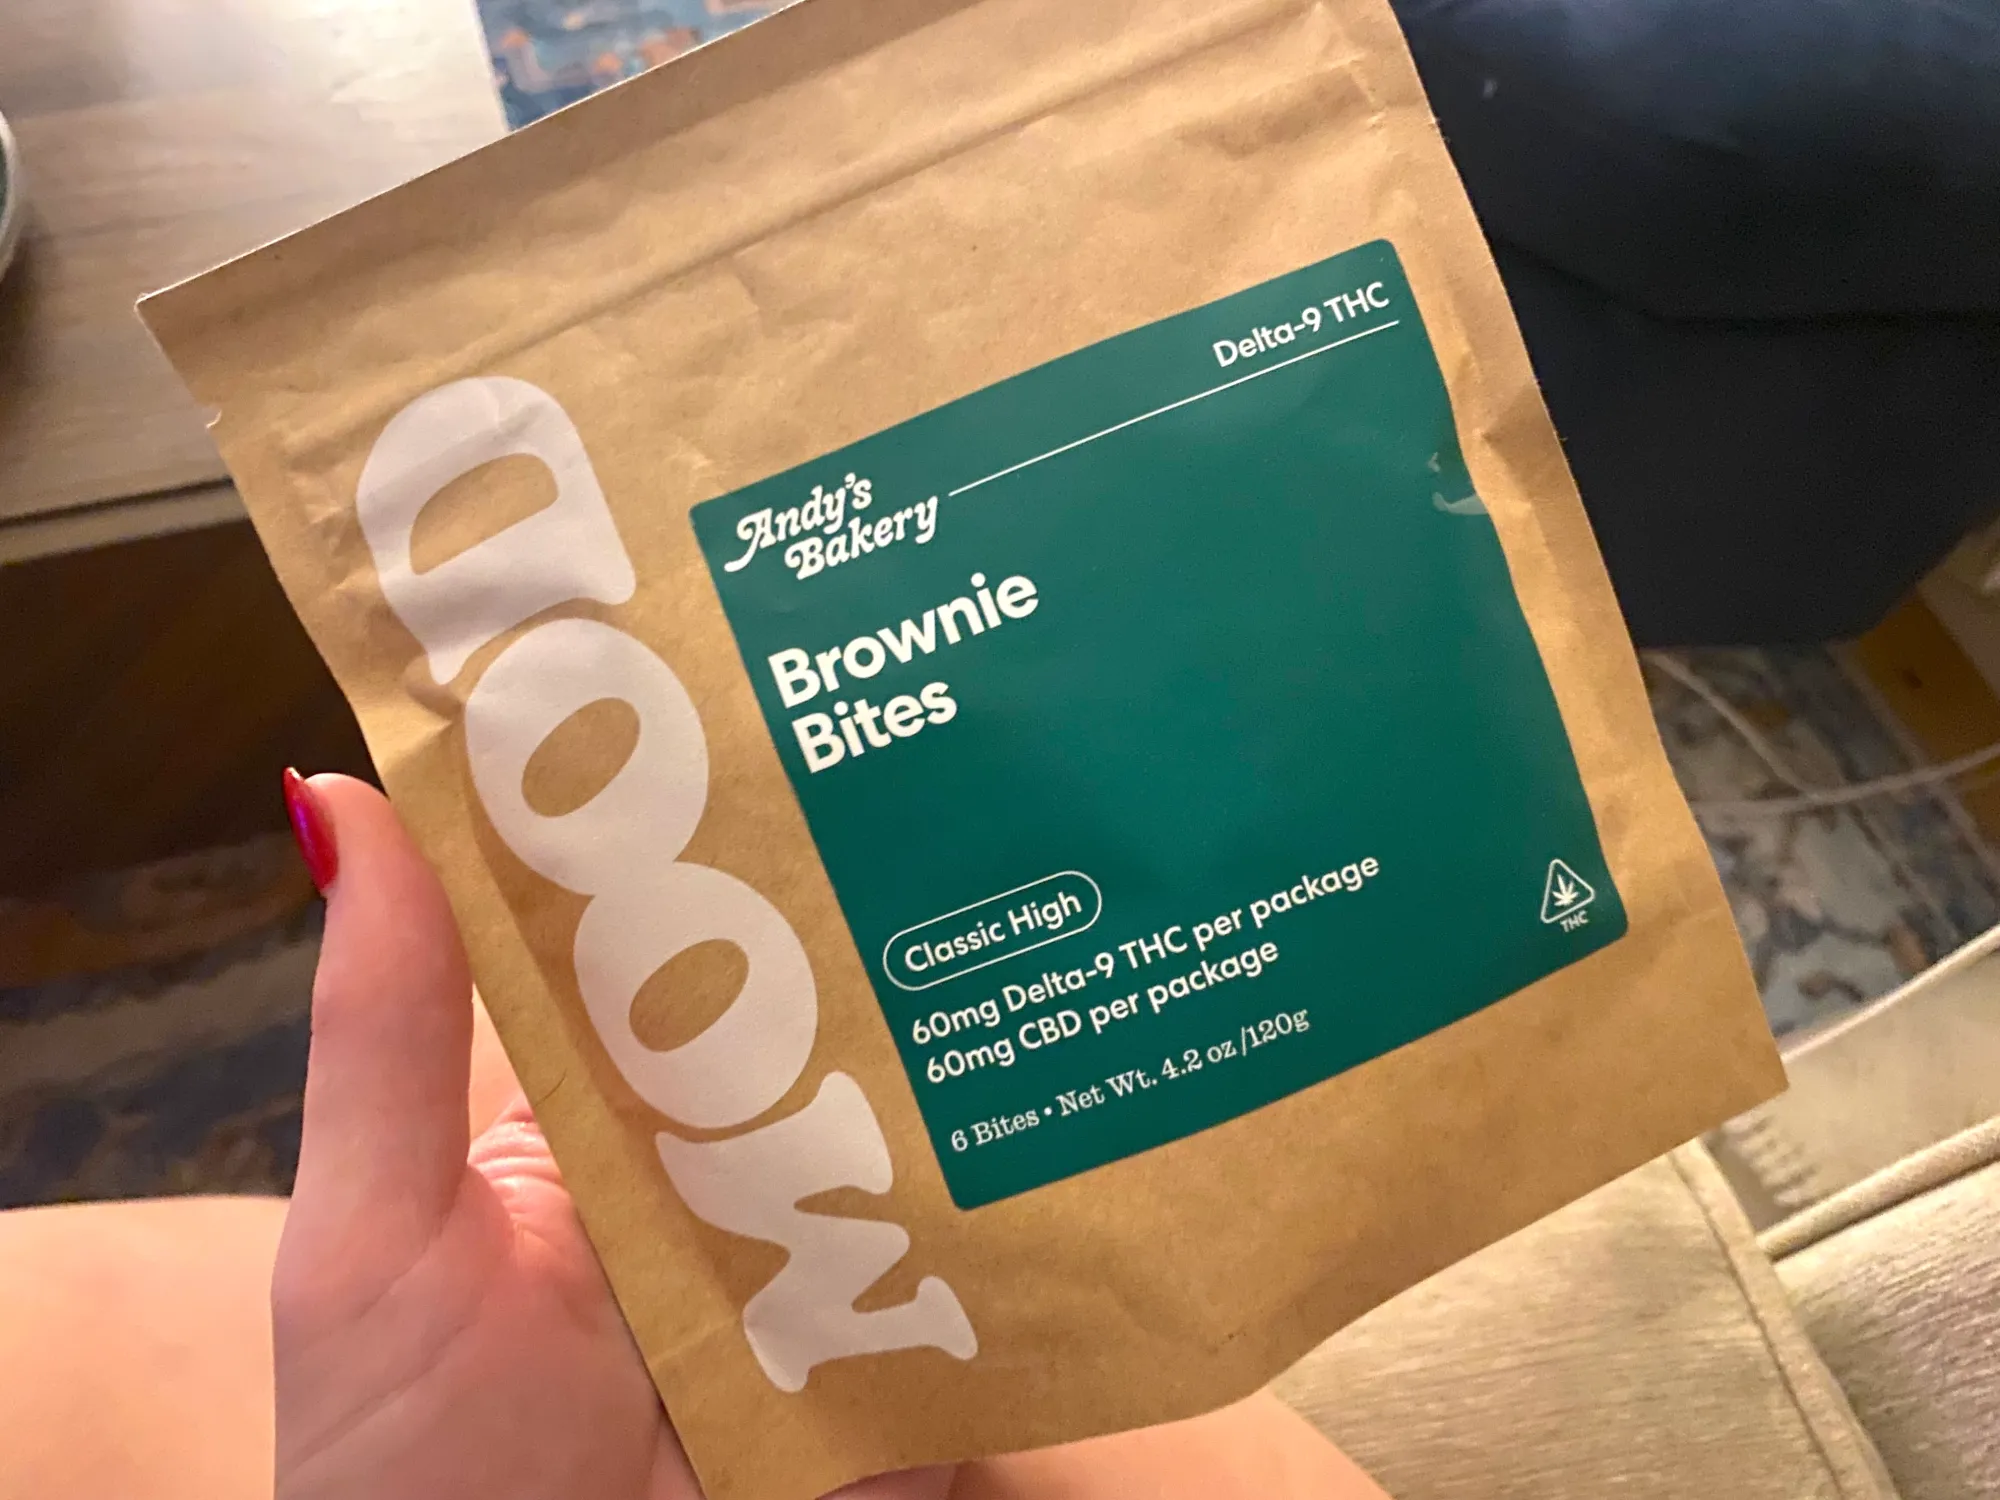 MOOD
Delta-9 THC
Andy's
Bakery
Brownie
Bites
Classic High
60mg Delta-9 THC per package
60mg CBD per package
6 Bites • Net Wt. 4.2 oz/120g
THC